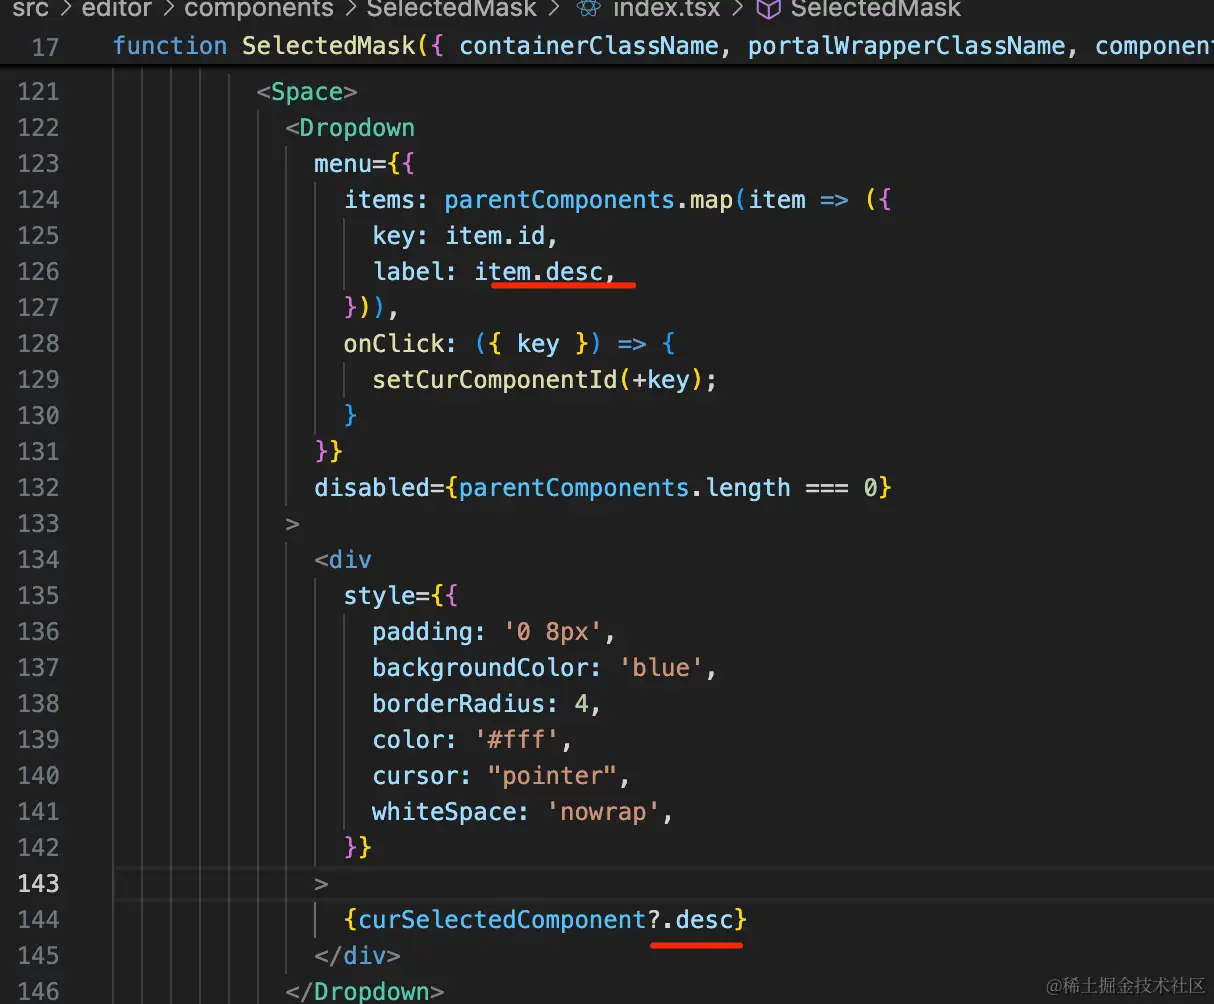 src > editor > components > SelectedMask > index.tsx > SelectedMask
17 function SelectedMask({ containerClassName, portalWrapperClassName, component
121 <Space>
122 <Dropdown
123 menu={{
124 items: parentComponents.map(item => ({
125 key: item.id,
126 label: item.desc,
127 })),
128 onClick: ({ key }) => {
129 setCurComponentId(+key);
130 }
131 }}
132 disabled={parentComponents.length === 0}
133 >
134 <div
135 style={{
136 padding: '0 8px',
137 backgroundColor: 'blue',
138 borderRadius: 4,
139 color: '#fff',
140 cursor: "pointer",
141 whiteSpace: 'nowrap',
142 }}
143 >
144 {curSelectedComponent?.desc}
145 </div>
146 </Dropdown>
@稀土掘金技术社区